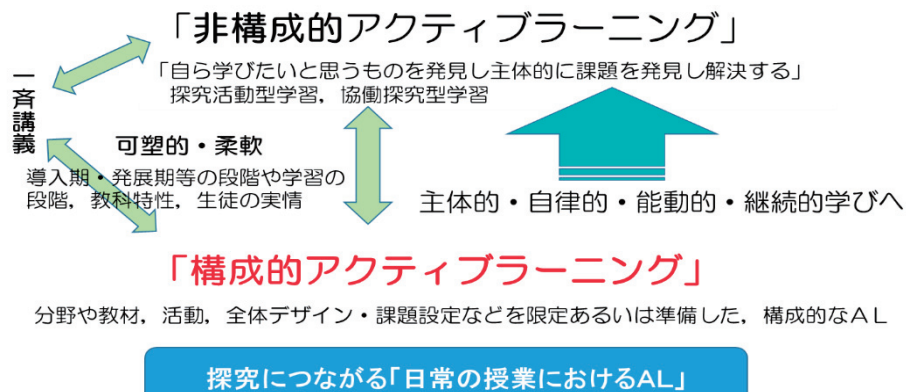 「非構成的アクティブラーニング」
「自ら学びたいと思うものを発見し主体的に課題を発見し解決する」
探究活動型学習，協働探究型学習
一斉講義
可塑的・柔軟
導入期・発展期等の段階や学習の
段階，教科特性，生徒の実情
主体的・自律的・能動的・継続的学びへ
「構成的アクティブラーニング」
分野や教材，活動，全体デザイン・課題設定などを限定あるいは準備した，構成的なＡＬ
探究につながる「日常の授業におけるAL」